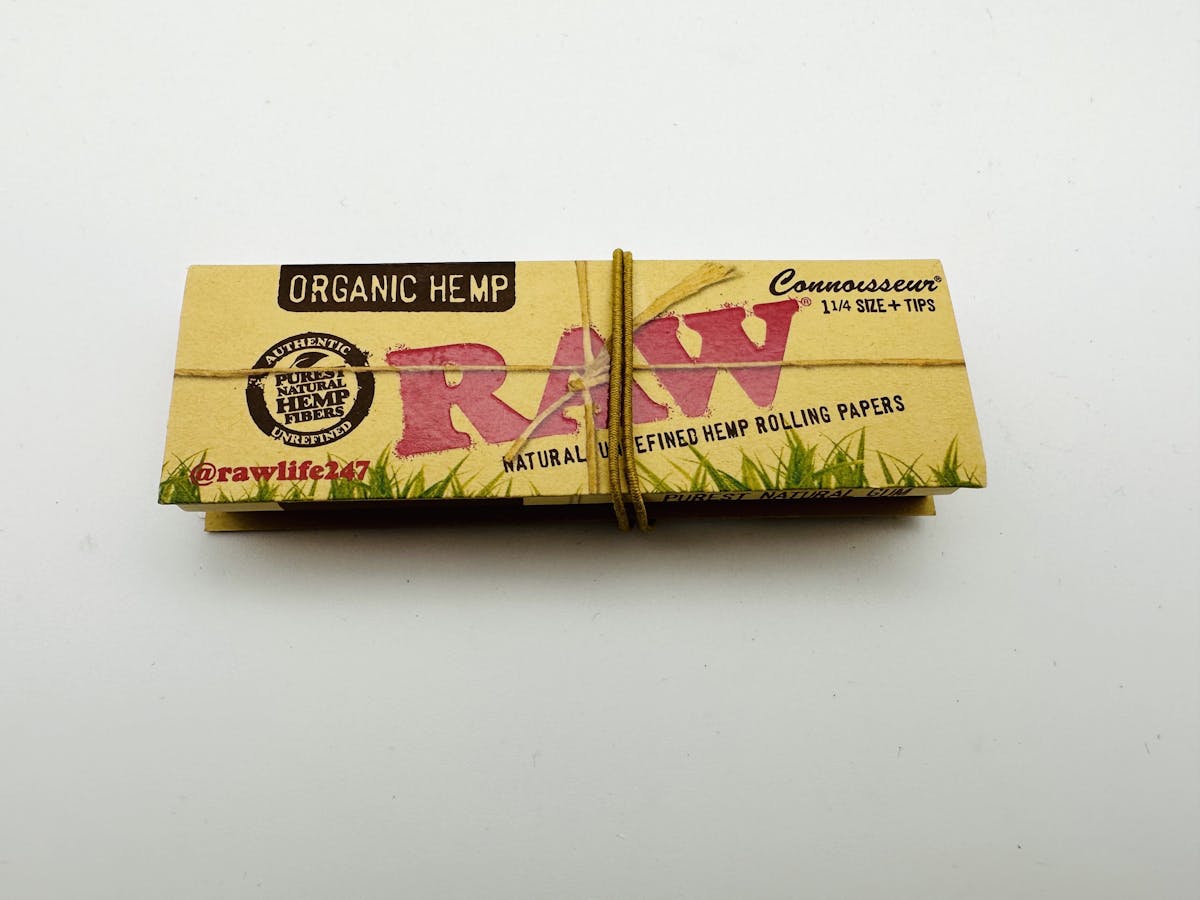 ORGANIC HEMP
Connoisseur®
1 1/4 SIZE + TIPS
AUTHENTIC
PUREST
NATURAL
HEMP
FIBERS
UNREFINED
RAW®
NATURAL HEMP ROLLING PAPERS
@rawlife247
PUREST NATURAL GUM